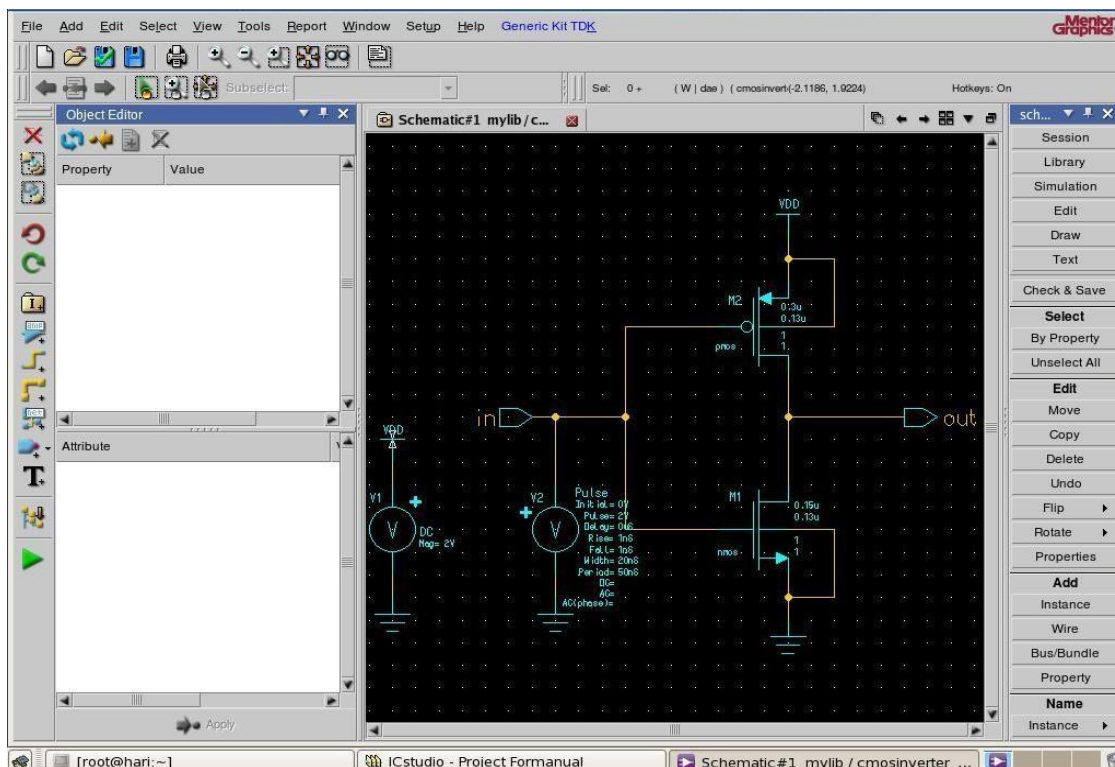 File Add Edit Select View Tools Report Window Setup Help Generic Kit TDK
Mentor Graphics
Subselect:
Sel: 0 + ( W | dae ) ( cmosinvert(-2.1186, 1.9224) Hotkeys: On
Object Editor
Property Value
Attribute
Apply
Schematic#1 mylib / c...
VDD
M2
0.3u
0.13u
1
1
pmos
in
out
VDD
V1
DC
Mag= 2V
V2
Pulse
Initial= 0V
Pulse= 2V
Delay= 0nS
Rise= 1nS
Fall= 1nS
Width= 20nS
Period= 50nS
DC=
AC=
AC(phase)=
M1
0.15u
0.13u
1
1
nmos
sch...
Session
Library
Simulation
Edit
Draw
Text
Check & Save
Select
By Property
Unselect All
Edit
Move
Copy
Delete
Undo
Flip
Rotate
Properties
Add
Instance
Wire
Bus/Bundle
Property
Name
Instance
[root@hari:~]
ICstudio - Project Formanual
Schematic#1 mylib / cmosinverter ...